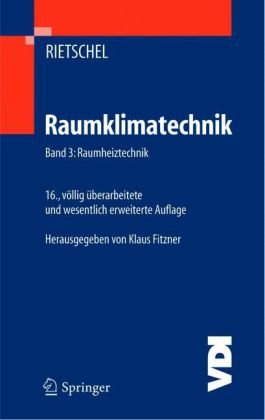 RIETSCHEL
Raumklimatechnik
Band 3: Raumheiztechnik
16., völlig überarbeitete
und wesentlich erweiterte Auflage
Herausgegeben von Klaus Fitzner
VDI
Springer